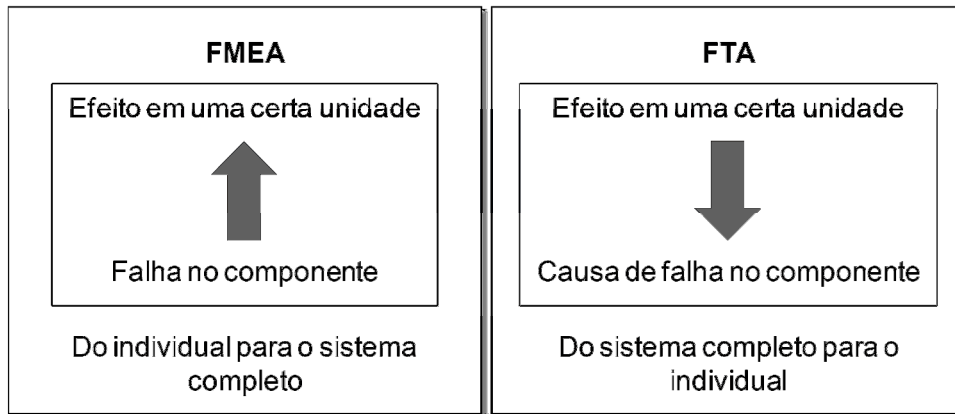 FMEA
Efeito em uma certa unidade
Falha no componente
Do individual para o sistema
completo
FTA
Efeito em uma certa unidade
Causa de falha no componente
Do sistema completo para o
individual